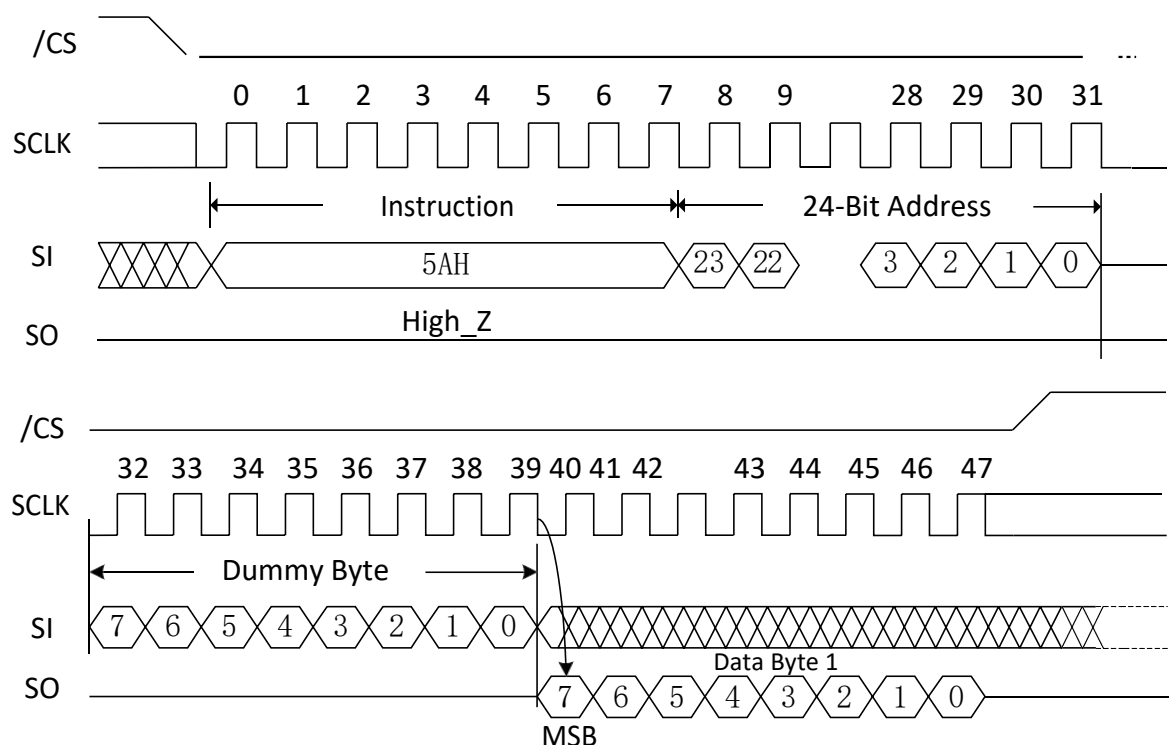 /CS
0 1 2 3 4 5 6 7 8 9 28 29 30 31
SCLK
Instruction 24-Bit Address
SI 5AH 23 22 3 2 1 0
High_Z
SO
/CS
32 33 34 35 36 37 38 39 40 41 42 43 44 45 46 47
SCLK
Dummy Byte
SI 7 6 5 4 3 2 1 0
Data Byte 1
SO 7 6 5 4 3 2 1 0
MSB